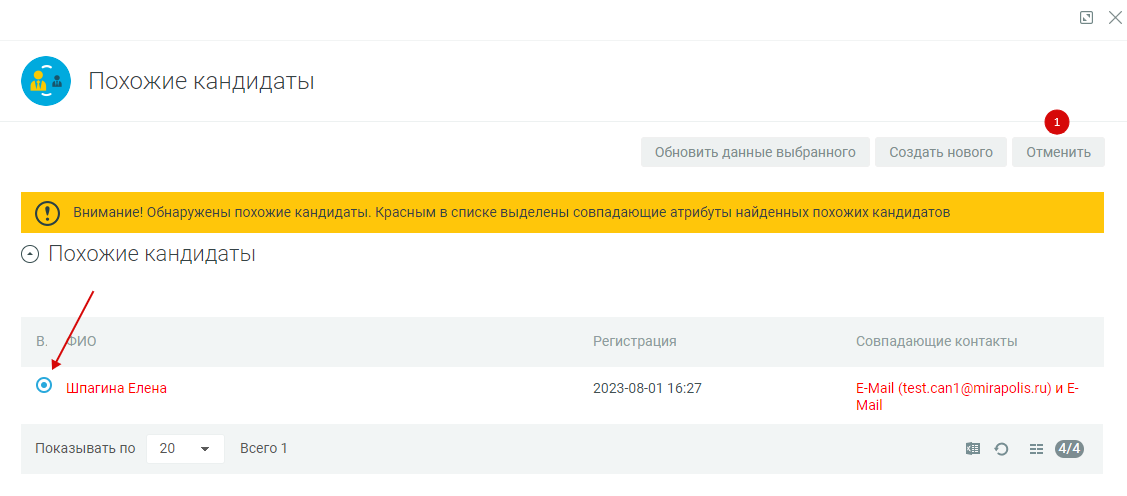 Похожие кандидаты
1
Обновить данные выбранного
Создать нового
Отменить
Внимание! Обнаружены похожие кандидаты. Красным в списке выделены совпадающие атрибуты найденных похожих кандидатов
Похожие кандидаты
В. ФИО Регистрация Совпадающие контакты
Шпагина Елена 2023-08-01 16:27 E-Mail (test.can1@mirapolis.ru) и E-
Mail
Показывать по 20 Всего 1 4/4